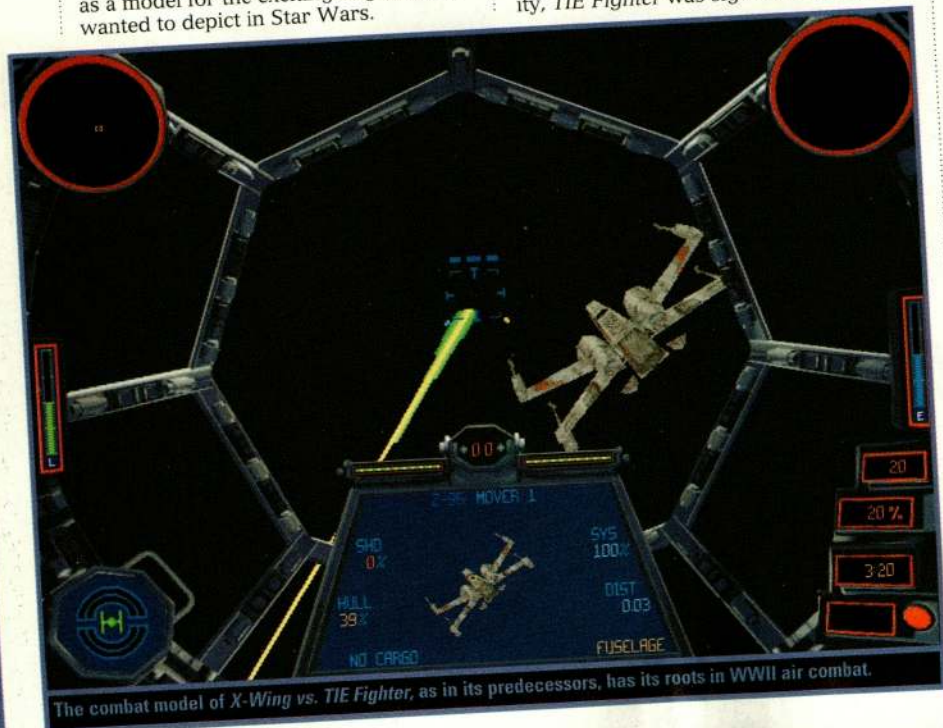 as a model for the
wanted to depict in Star Wars.
ity, TIE Fighter was
00
20
20 %
3:20
L
E
Z-95 MOVER 1
SHD
0%
SYS
100%
HULL
39%
DIST
0.03
NO CARGO
FUSELAGE
The combat model of X-Wing vs. TIE Fighter, as in its predecessors, has its roots in WWII air combat.